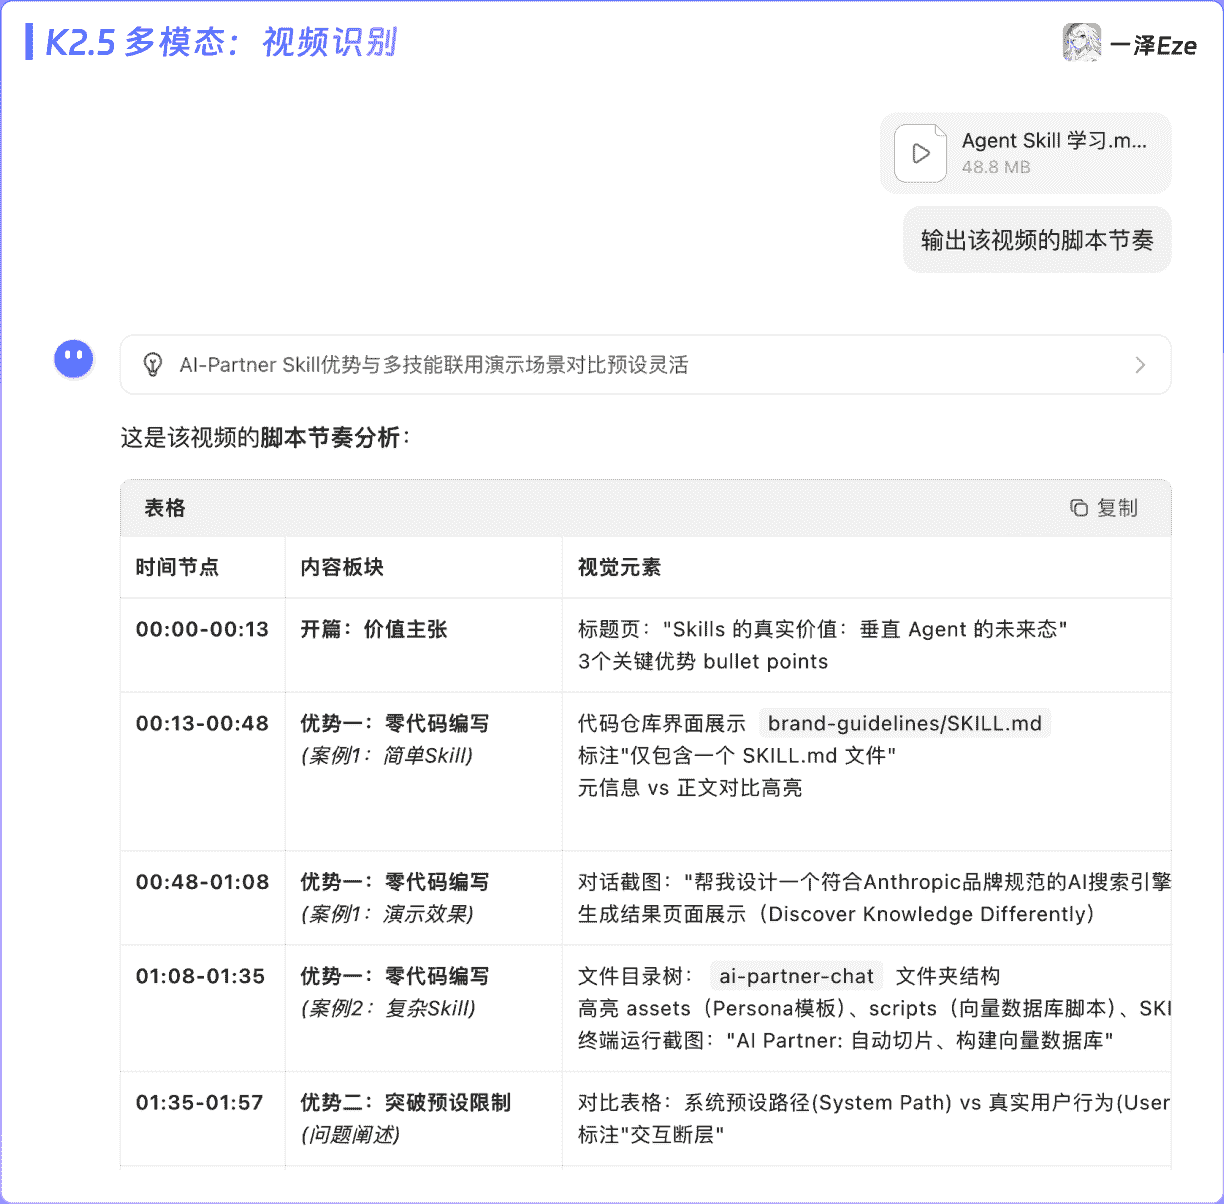 K2.5 多模态：视频识别
一泽Eze
Agent Skill 学习.m...
48.8 MB
输出该视频的脚本节奏
AI-Partner Skill优势与多技能联用演示场景对比预设灵活
这是该视频的脚本节奏分析：
表格
复制
时间节点 内容板块 视觉元素
00:00-00:13 开篇：价值主张 标题页："Skills 的真实价值：垂直 Agent 的未来态"
3个关键优势 bullet points
00:13-00:48 优势一：零代码编写 代码仓库界面展示 brand-guidelines/SKILL.md
(案例1：简单Skill) 标注"仅包含一个 SKILL.md 文件"
元信息 vs 正文对比高亮
00:48-01:08 优势一：零代码编写 对话截图："帮我设计一个符合Anthropic品牌规范的AI搜索引擎
(案例1：演示效果) 生成结果页面展示（Discover Knowledge Differently）
01:08-01:35 优势一：零代码编写 文件目录树： ai-partner-chat 文件夹结构
(案例2：复杂Skill) 高亮 assets（Persona模板）、scripts（向量数据库脚本）、SKI
终端运行截图："AI Partner: 自动切片、构建向量数据库"
01:35-01:57 优势二：突破预设限制 对比表格：系统预设路径(System Path) vs 真实用户行为(User
(问题阐述) 标注"交互断层"